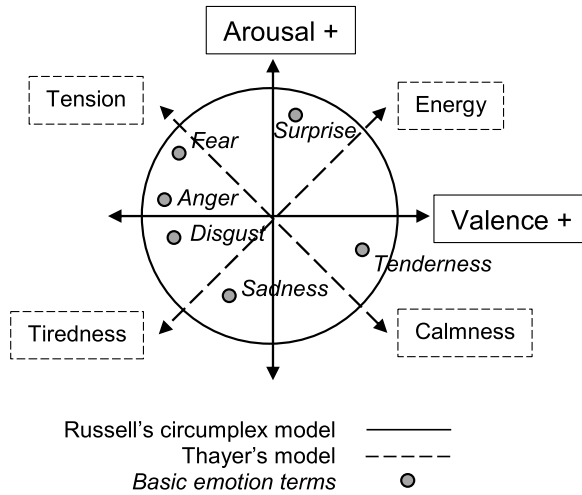 Arousal +
Tension
Energy
Surprise
Fear
Anger
Valence +
Disgust
Tenderness
Sadness
Tiredness
Calmness
Russell's circumplex model
Thayer's model
Basic emotion terms